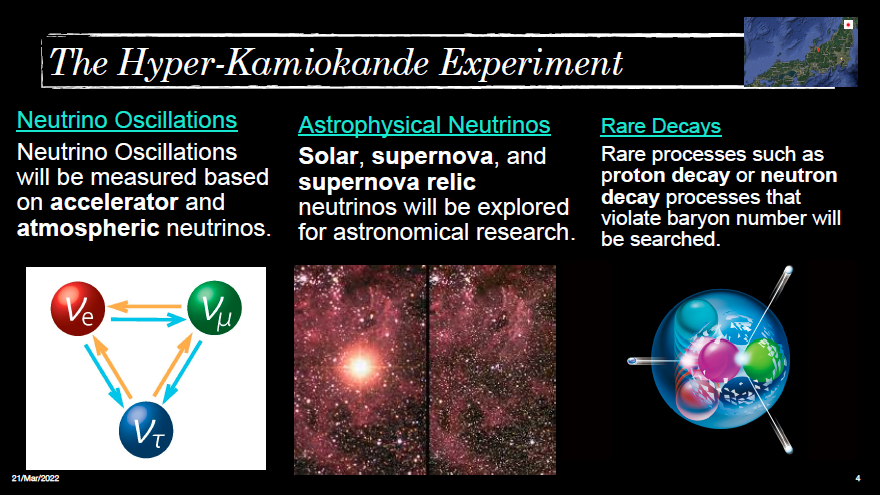 The Hyper-Kamiokande Experiment
Neutrino Oscillations
Neutrino Oscillations
will be measured based
on accelerator and
atmospheric neutrinos.
Astrophysical Neutrinos
Solar, supernova, and
supernova relic
neutrinos will be explored
for astronomical research.
Rare Decays
Rare processes such as
proton decay or neutron
decay processes that
violate baryon number will
be searched.
νe
νμ
ντ
21/Mar/2022
4